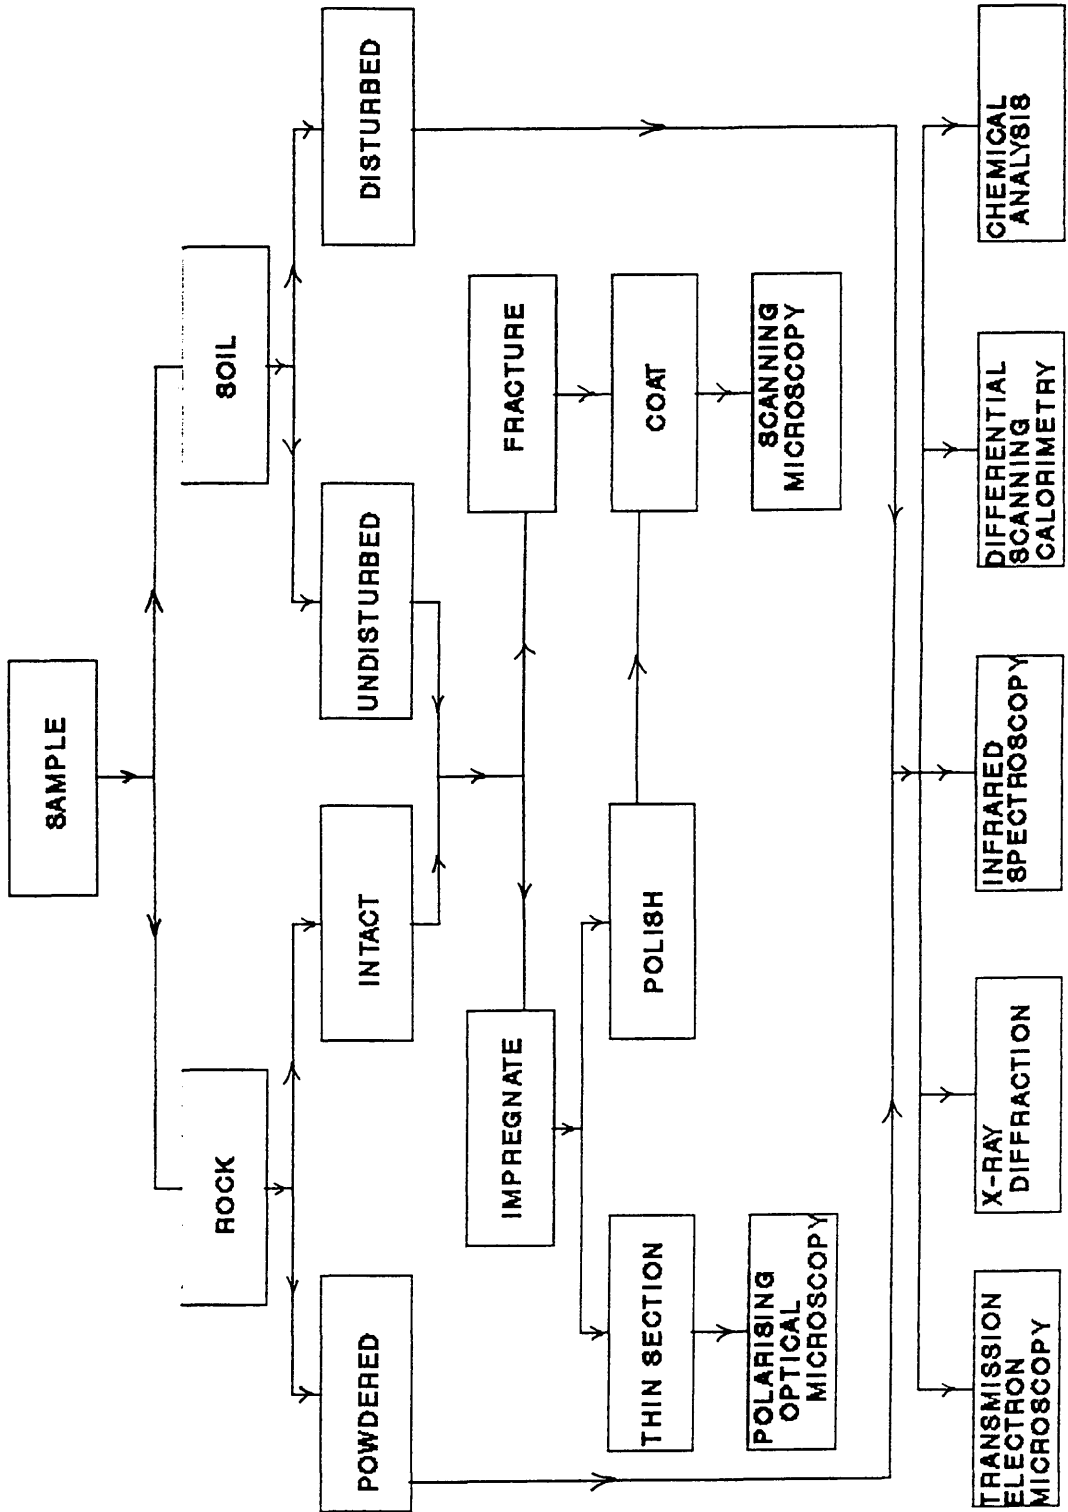 SAMPLE
ROCK
SOIL
POWDERED
INTACT
UNDISTURBED
DISTURBED
IMPREGNATE
FRACTURE
THIN SECTION
POLISH
COAT
POLARISING
OPTICAL
MICROSCOPY
SCANNING
MICROSCOPY
TRANSMISSION
ELECTRON
MICROSCOPY
X-RAY
DIFFRACTION
INFRARED
SPECTROSCOPY
DIFFERENTIAL
SCANNING
CALORIMETRY
CHEMICAL
ANALYSIS